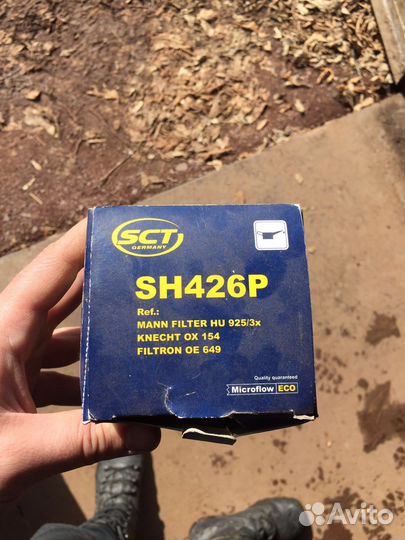 SCT
GERMANY
SH426P
Ref.:
MANN FILTER HU 925/3x
KNECHT OX 154
FILTRON OE 649
Quality guaranteed
Microflow ECO
Avito